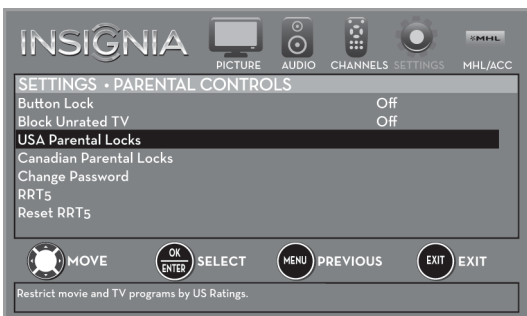 INSIGNIA
PICTURE AUDIO CHANNELS SETTINGS MHL MHL/ACC
SETTINGS • PARENTAL CONTROLS
Button Lock Off
Block Unrated TV Off
USA Parental Locks
Canadian Parental Locks
Change Password
RRT5
Reset RRT5
MOVE OK ENTER SELECT MENU PREVIOUS EXIT EXIT
Restrict movie and TV programs by US Ratings.